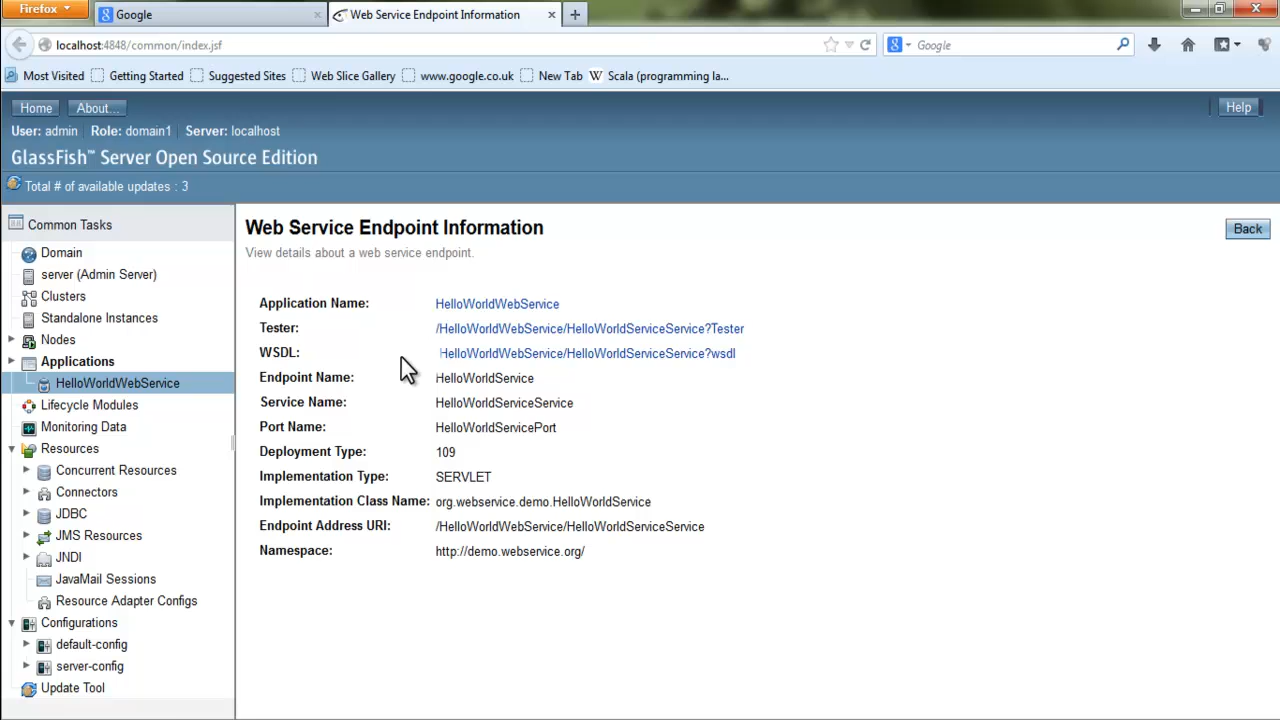 Firefox
Google
Web Service Endpoint Information
localhost:4848/common/index.jsf
Google
Most Visited
Getting Started
Suggested Sites
Web Slice Gallery
www.google.co.uk
New Tab
Scala (programming la...
Home
About...
Help
User: admin Role: domain1 Server: localhost
GlassFish™ Server Open Source Edition
Total # of available updates : 3
Common Tasks
Domain
server (Admin Server)
Clusters
Standalone Instances
Nodes
Applications
HelloWorldWebService
Lifecycle Modules
Monitoring Data
Resources
Concurrent Resources
Connectors
JDBC
JMS Resources
JNDI
JavaMail Sessions
Resource Adapter Configs
Configurations
default-config
server-config
Update Tool
Web Service Endpoint Information
Back
View details about a web service endpoint.
Application Name: HelloWorldWebService
Tester: /HelloWorldWebService/HelloWorldServiceService?Tester
WSDL: HelloWorldWebService/HelloWorldServiceService?wsdl
Endpoint Name: HelloWorldService
Service Name: HelloWorldServiceService
Port Name: HelloWorldServicePort
Deployment Type: 109
Implementation Type: SERVLET
Implementation Class Name: org.webservice.demo.HelloWorldService
Endpoint Address URI: /HelloWorldWebService/HelloWorldServiceService
Namespace: http://demo.webservice.org/